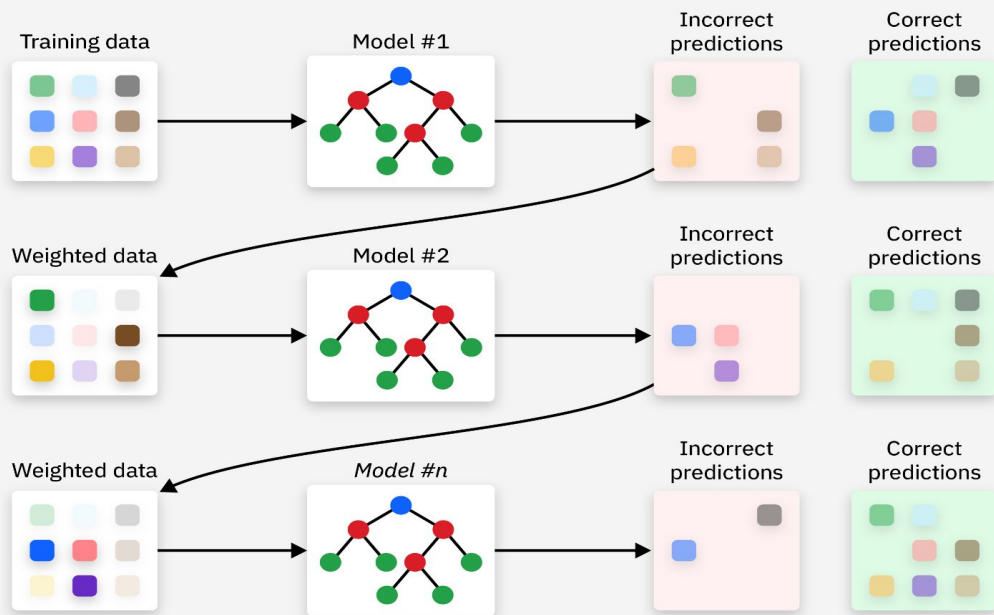 Training data
Model #1
Incorrect
predictions
Correct
predictions
Weighted data
Model #2
Incorrect
predictions
Correct
predictions
Weighted data
Model #n
Incorrect
predictions
Correct
predictions